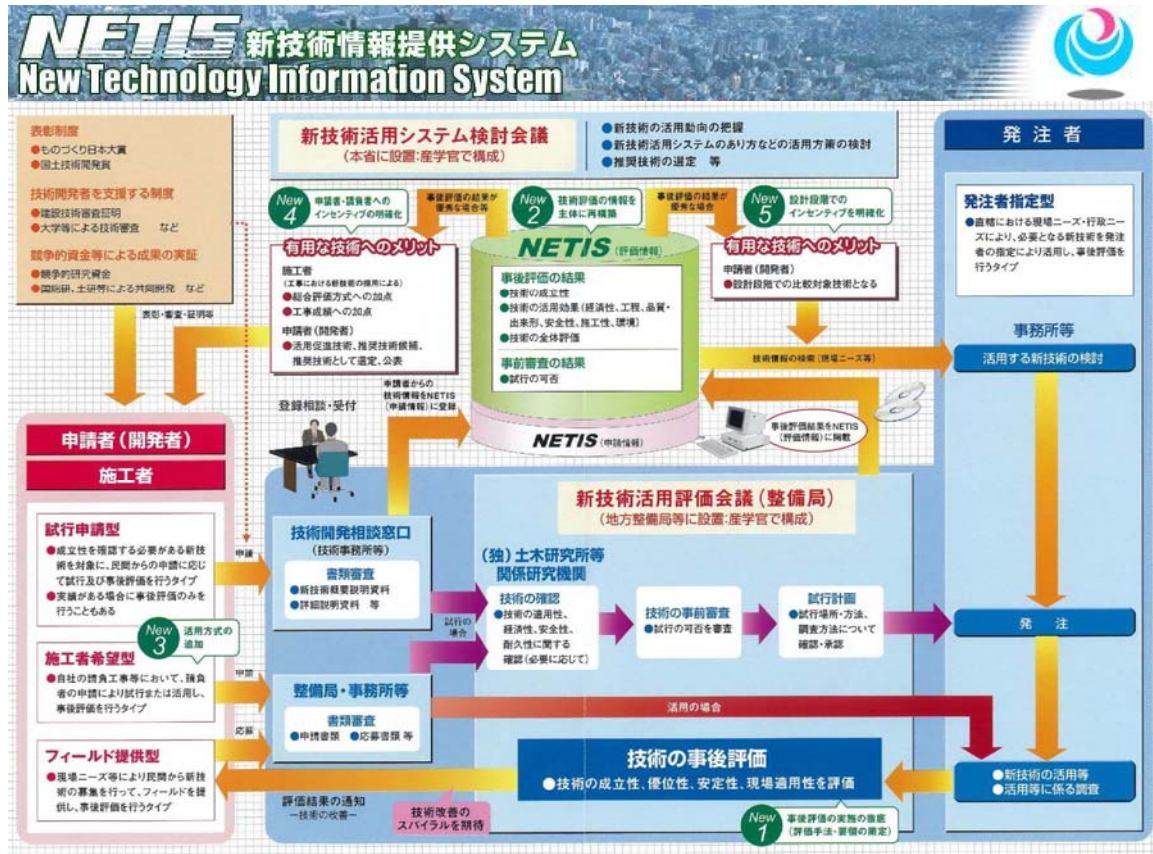 NETIS 新技術情報提供システム
New Technology Information System
表彰制度
●ものづくり日本大賞
●国土技術開発賞
技術開発者を支援する制度
●建設技術審査証明
●大学等による技術審査 など
競争的資金等による成果の実証
●競争的研究資金
●国総研、土研等による共同開発 など
表彰・審査・証明等
新技術活用システム検討会議
(本省に設置:産学官で構成)
●新技術の活用動向の把握
●新技術活用システムのあり方などの活用方策の検討
●推奨技術の選定 等
New 4
申請者・請負者への
インセンティブの明確化
事後評価の結果が
優秀な場合等
New 2
技術評価の情報を
主体に再構築
事後評価の結果が
優秀な場合
New 5
設計段階での
インセンティブを明確化
有用な技術へのメリット
施工者
(工事における新技術の採用による)
●総合評価方式への加点
●工事成績への加点
申請者(開発者)
●活用促進技術、推奨技術候補、
推奨技術として選定、公表
NETIS (評価情報)
事後評価の結果
●技術の成立性
●技術の活用効果(経済性、工程、品質・
出来形、安全性、施工性、環境)
●技術の全体評価
事前審査の結果
●試行の可否
NETIS (申請情報)
有用な技術へのメリット
申請者(開発者)
●設計段階での比較対象技術となる
技術情報の検索(現場ニーズ等)
事後評価結果をNETIS
(評価情報)に掲載
申請者からの
技術情報をNETIS
(申請情報)に登録
登録相談・受付
発注者
発注者指定型
●直轄における現場ニーズ・行政ニー
ズにより、必要となる新技術を発注
者の指定により活用し、事後評価を
行うタイプ
事務所等
活用する新技術の検討
発注
●新技術の活用等
●活用等に係る調査
申請者(開発者)
施工者
試行申請型
●成立性を確認する必要がある新技
術を対象に、民間からの申請に応じ
て試行及び事後評価を行うタイプ
●実績がある場合に事後評価のみを
行うこともある
New 3
活用方式の
追加
施工者希望型
●自社の請負工事等において、請負
者の申請により試行または活用し、
事後評価を行うタイプ
フィールド提供型
●現場ニーズ等により民間から新技
術の募集を行って、フィールドを提
供し、事後評価を行うタイプ
申請
申請
応募
技術開発相談窓口
(技術事務所等)
書類審査
●新技術概要説明資料
●詳細説明資料 等
整備局・事務所等
書類審査
●申請書類 ●応募書類 等
新技術活用評価会議(整備局)
(地方整備局等に設置:産学官で構成)
(独)土木研究所等
関係研究機関
試行の
場合
技術の確認
●技術の適用性、
経済性、安全性、
耐久性に関する
確認(必要に応じて)
技術の事前審査
●試行の可否を審査
試行計画
●試行場所・方法、
調査方法について
確認・承認
活用の場合
技術の事後評価
●技術の成立性、優位性、安定性、現場適用性を評価
評価結果の通知
−技術の改善−
技術改善の
スパイラルを期待
New 1
事後評価の実施の徹底
(評価手法・要領の策定)